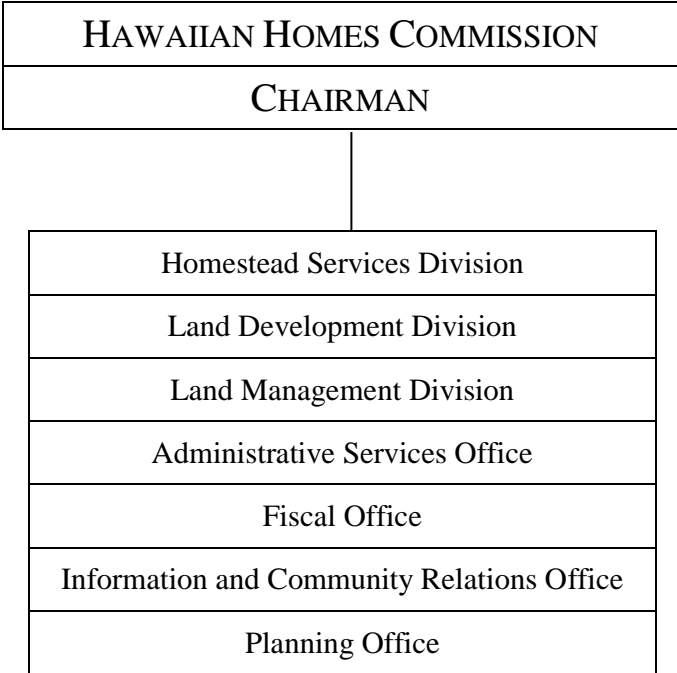 HAWAIIAN HOMES COMMISSION
CHAIRMAN
Homestead Services Division
Land Development Division
Land Management Division
Administrative Services Office
Fiscal Office
Information and Community Relations Office
Planning Office